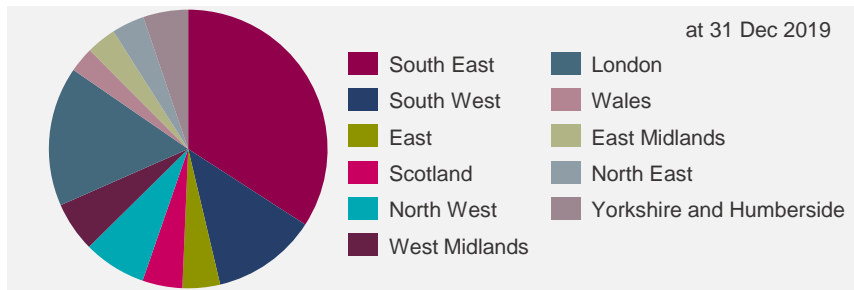 at 31 Dec 2019
South East
South West
East
Scotland
North West
West Midlands
London
Wales
East Midlands
North East
Yorkshire and Humberside